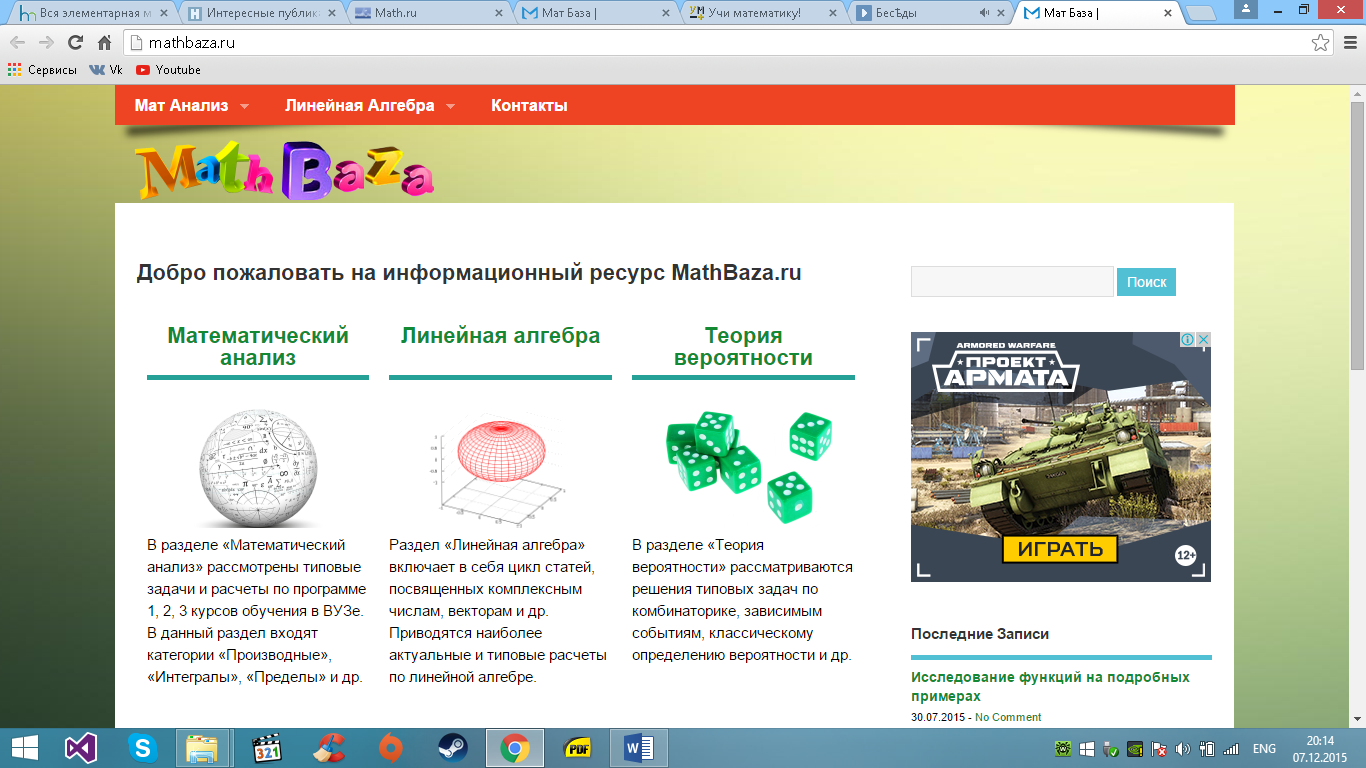 Вся элементарная м
Интересные публика
Math.ru
Мат База |
Учи математику!
БесѢды
Мат База |
mathbaza.ru
Сервисы
Vk
Youtube
Мат Анализ
Линейная Алгебра
Контакты
MathBaza
Добро пожаловать на информационный ресурс MathBaza.ru
Поиск
Математический
анализ
В разделе «Математический
анализ» рассмотрены типовые
задачи и расчеты по программе
1, 2, 3 курсов обучения в ВУЗе.
В данный раздел входят
категории «Производные»,
«Интегралы», «Пределы» и др.
Линейная алгебра
Раздел «Линейная алгебра»
включает в себя цикл статей,
посвященных комплексным
числам, векторам и др.
Приводятся наиболее
актуальные и типовые расчеты
по линейной алгебре.
Теория
вероятности
В разделе «Теория
вероятности» рассматриваются
решения типовых задач по
комбинаторике, зависимым
событиям, классическому
определению вероятности и др.
ARMORED WARFARE
ПРОЕКТ
АРМАТА
ИГРАТЬ
12+
Последние Записи
Исследование функций на подробных
примерах
30.07.2015 - No Comment
321
PDF
ENG
20:14
07.12.2015